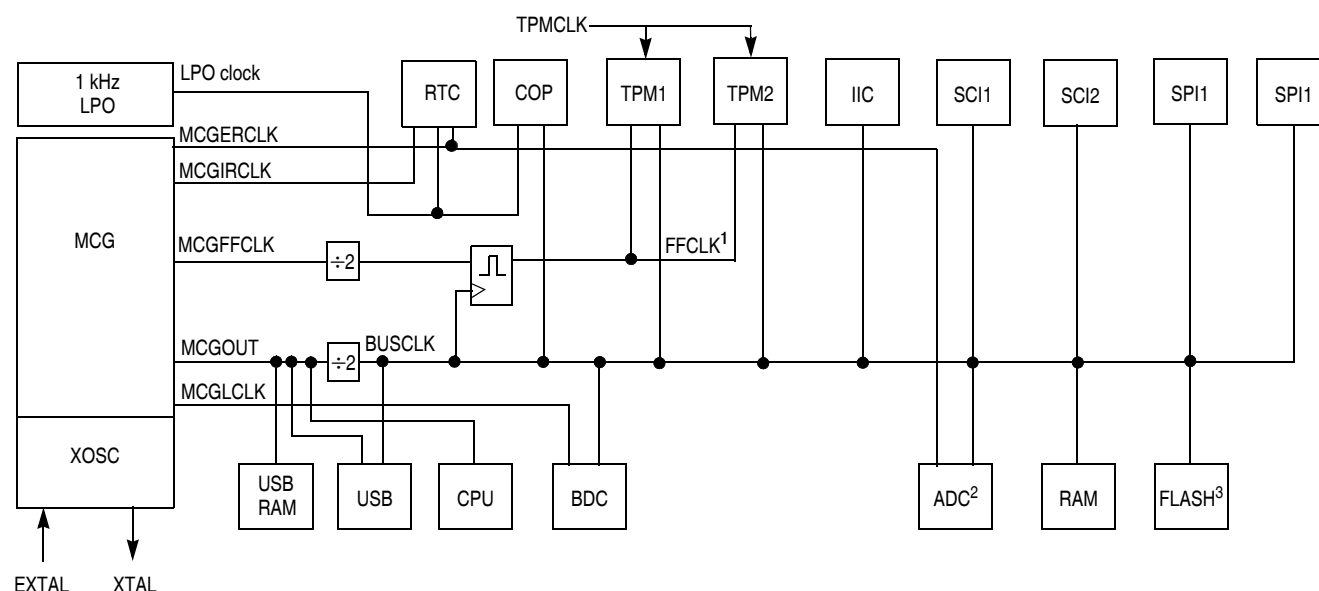 TPMCLK
1 kHz
LPO
LPO clock
RTC
COP
TPM1
TPM2
IIC
SCI1
SCI2
SPI1
SPI1
MCGERCLK
MCGIRCLK
MCG
MCGFFCLK
÷2
FFCLK1
MCGOUT
÷2
BUSCLK
MCGLCLK
XOSC
USB
RAM
USB
CPU
BDC
ADC2
RAM
FLASH3
EXTAL
XTAL